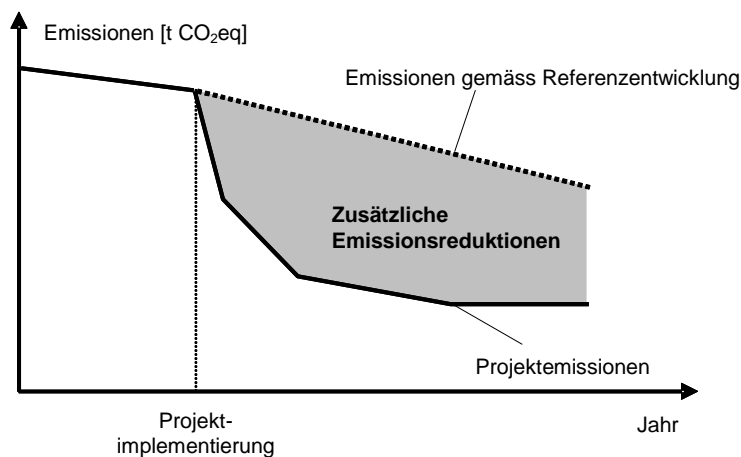 Emissionen [t CO₂eq]
Emissionen gemäss Referenzentwicklung
Zusätzliche
Emissionsreduktionen
Projektemissionen
Projekt-
implementierung
Jahr